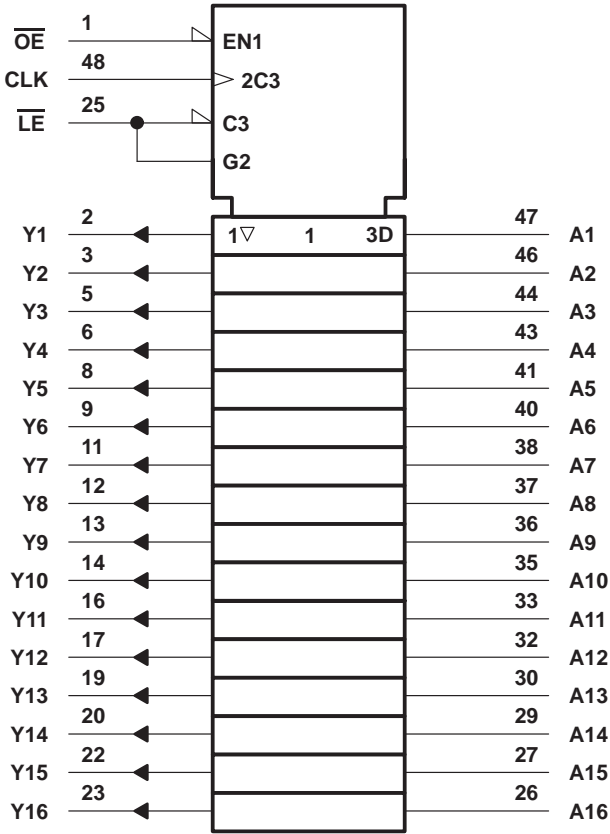 1
O̅E̅ EN1
48
CLK 2C3
25
L̅E̅ C3
G2
2 47
Y1 1▽ 1 3D A1
3 46
Y2 A2
5 44
Y3 A3
6 43
Y4 A4
8 41
Y5 A5
9 40
Y6 A6
11 38
Y7 A7
12 37
Y8 A8
13 36
Y9 A9
14 35
Y10 A10
16 33
Y11 A11
17 32
Y12 A12
19 30
Y13 A13
20 29
Y14 A14
22 27
Y15 A15
23 26
Y16 A16